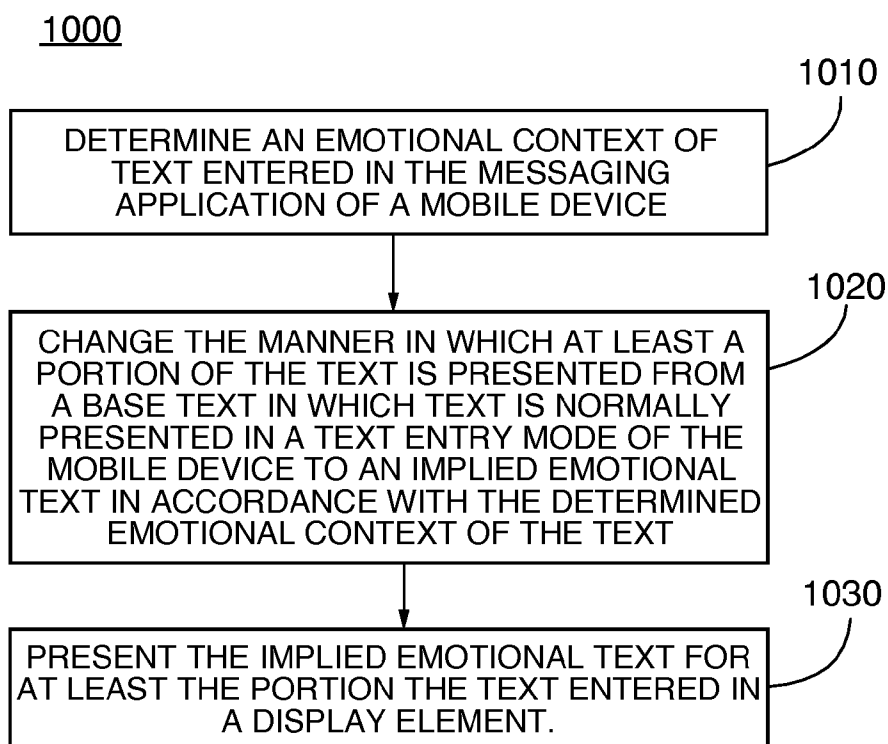 1000
1010
DETERMINE AN EMOTIONAL CONTEXT OF
TEXT ENTERED IN THE MESSAGING
APPLICATION OF A MOBILE DEVICE
1020
CHANGE THE MANNER IN WHICH AT LEAST A
PORTION OF THE TEXT IS PRESENTED FROM
A BASE TEXT IN WHICH TEXT IS NORMALLY
PRESENTED IN A TEXT ENTRY MODE OF THE
MOBILE DEVICE TO AN IMPLIED EMOTIONAL
TEXT IN ACCORDANCE WITH THE DETERMINED
EMOTIONAL CONTEXT OF THE TEXT
1030
PRESENT THE IMPLIED EMOTIONAL TEXT FOR
AT LEAST THE PORTION THE TEXT ENTERED IN
A DISPLAY ELEMENT.